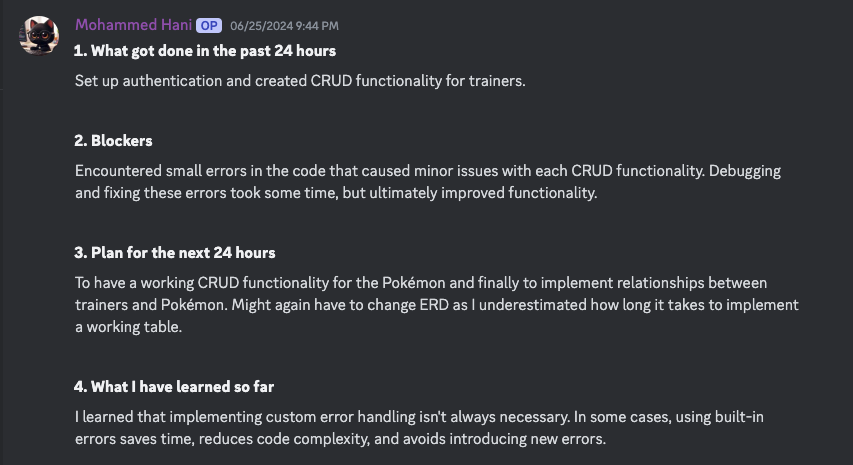 Mohammed Hani OP 06/25/2024 9:44 PM
1. What got done in the past 24 hours
Set up authentication and created CRUD functionality for trainers.
2. Blockers
Encountered small errors in the code that caused minor issues with each CRUD functionality. Debugging
and fixing these errors took some time, but ultimately improved functionality.
3. Plan for the next 24 hours
To have a working CRUD functionality for the Pokémon and finally to implement relationships between
trainers and Pokémon. Might again have to change ERD as I underestimated how long it takes to implement
a working table.
4. What I have learned so far
I learned that implementing custom error handling isn't always necessary. In some cases, using built-in
errors saves time, reduces code complexity, and avoids introducing new errors.